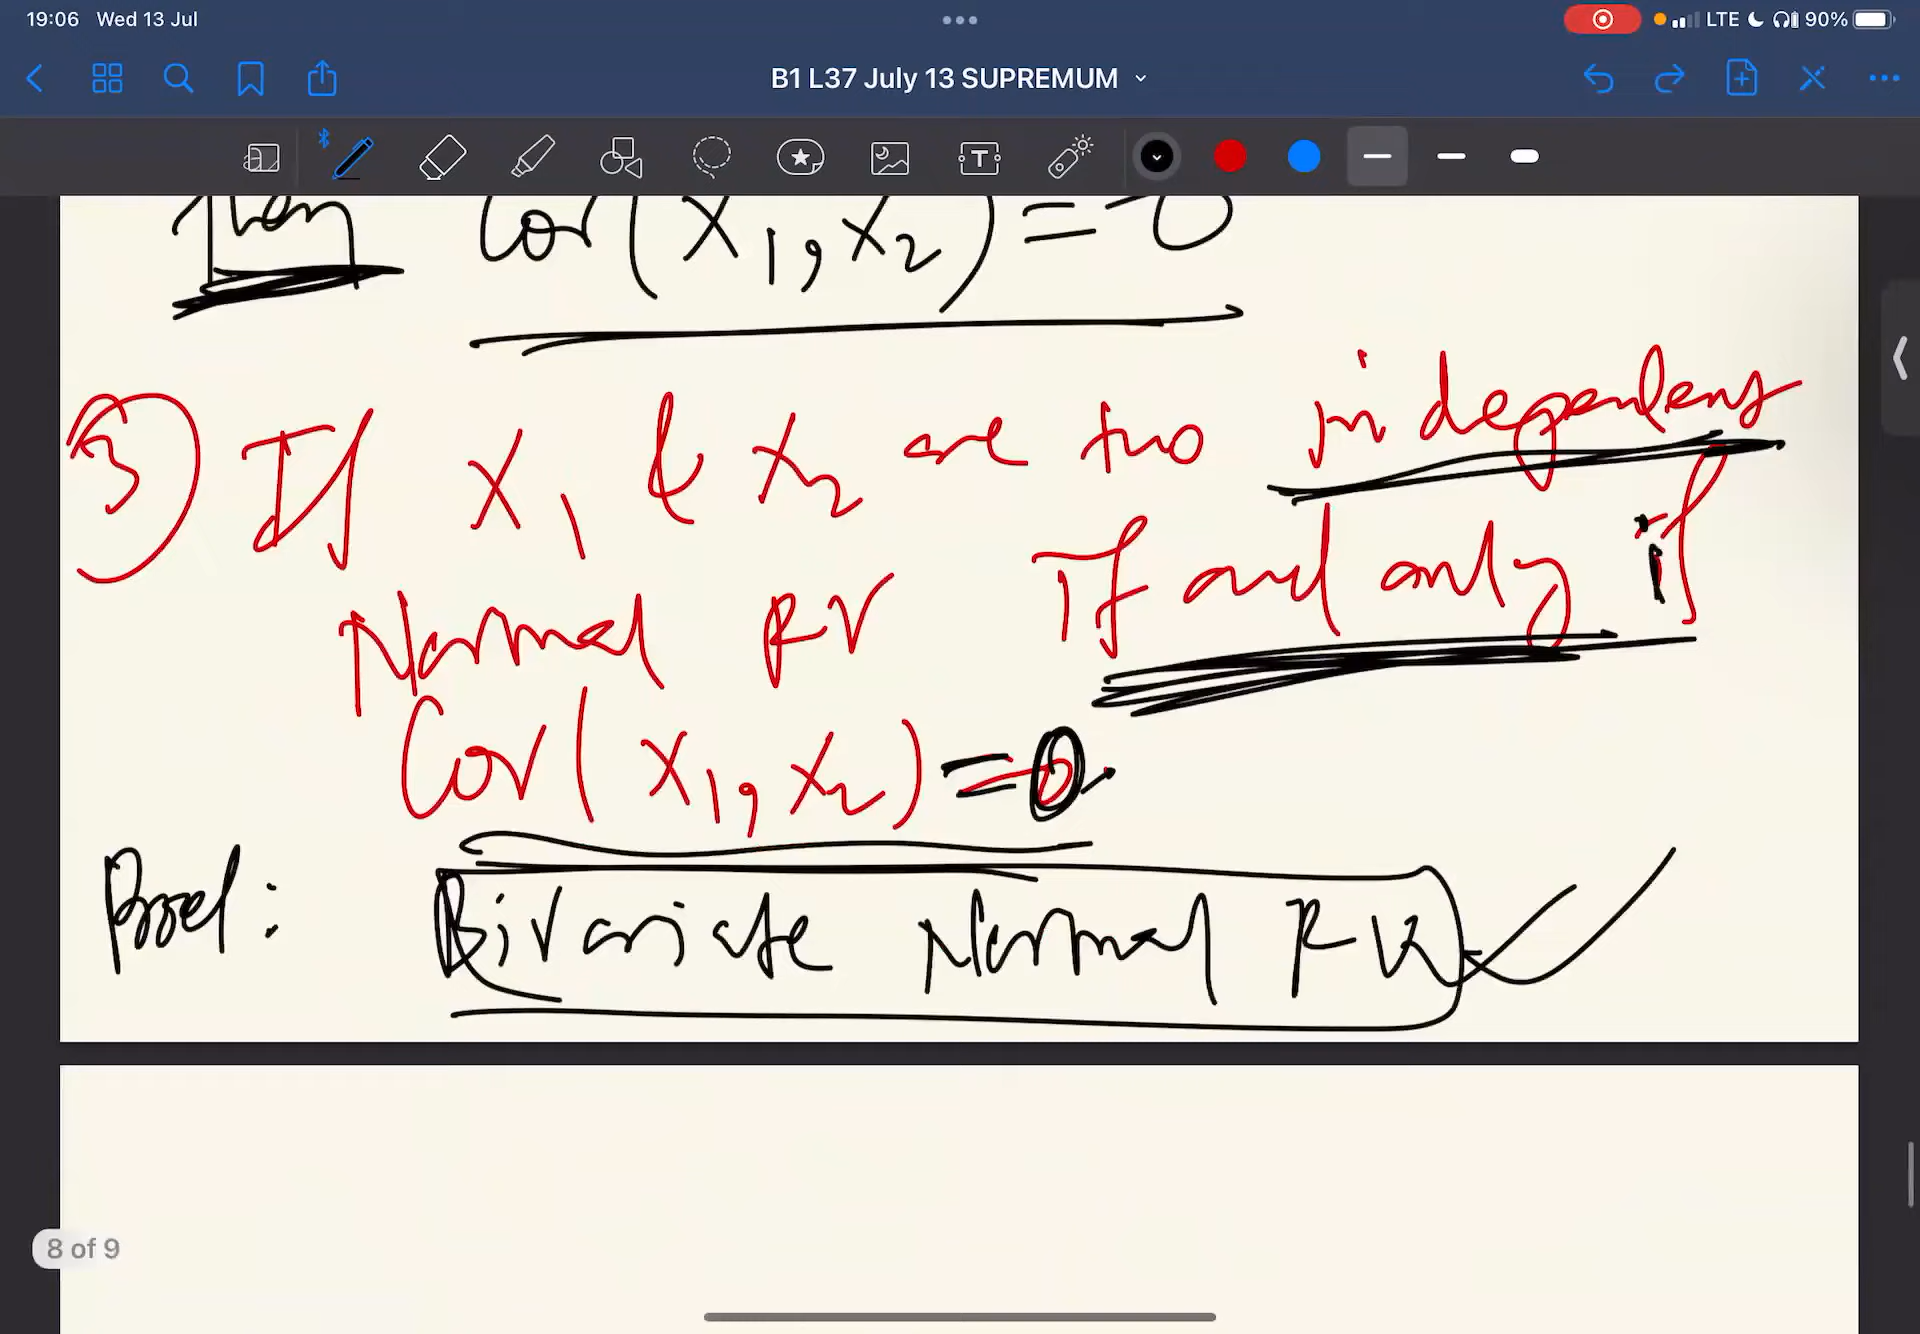 19:06 Wed 13 Jul
LTE 90%
B1 L37 July 13 SUPREMUM
T
Then Cov(X1, X2) = 0
3 If X1 & X2 are two independent
Normal RV If and only if
Cov(X1, X2) = 0.
Proof: Bivariate Normal RV
8 of 9